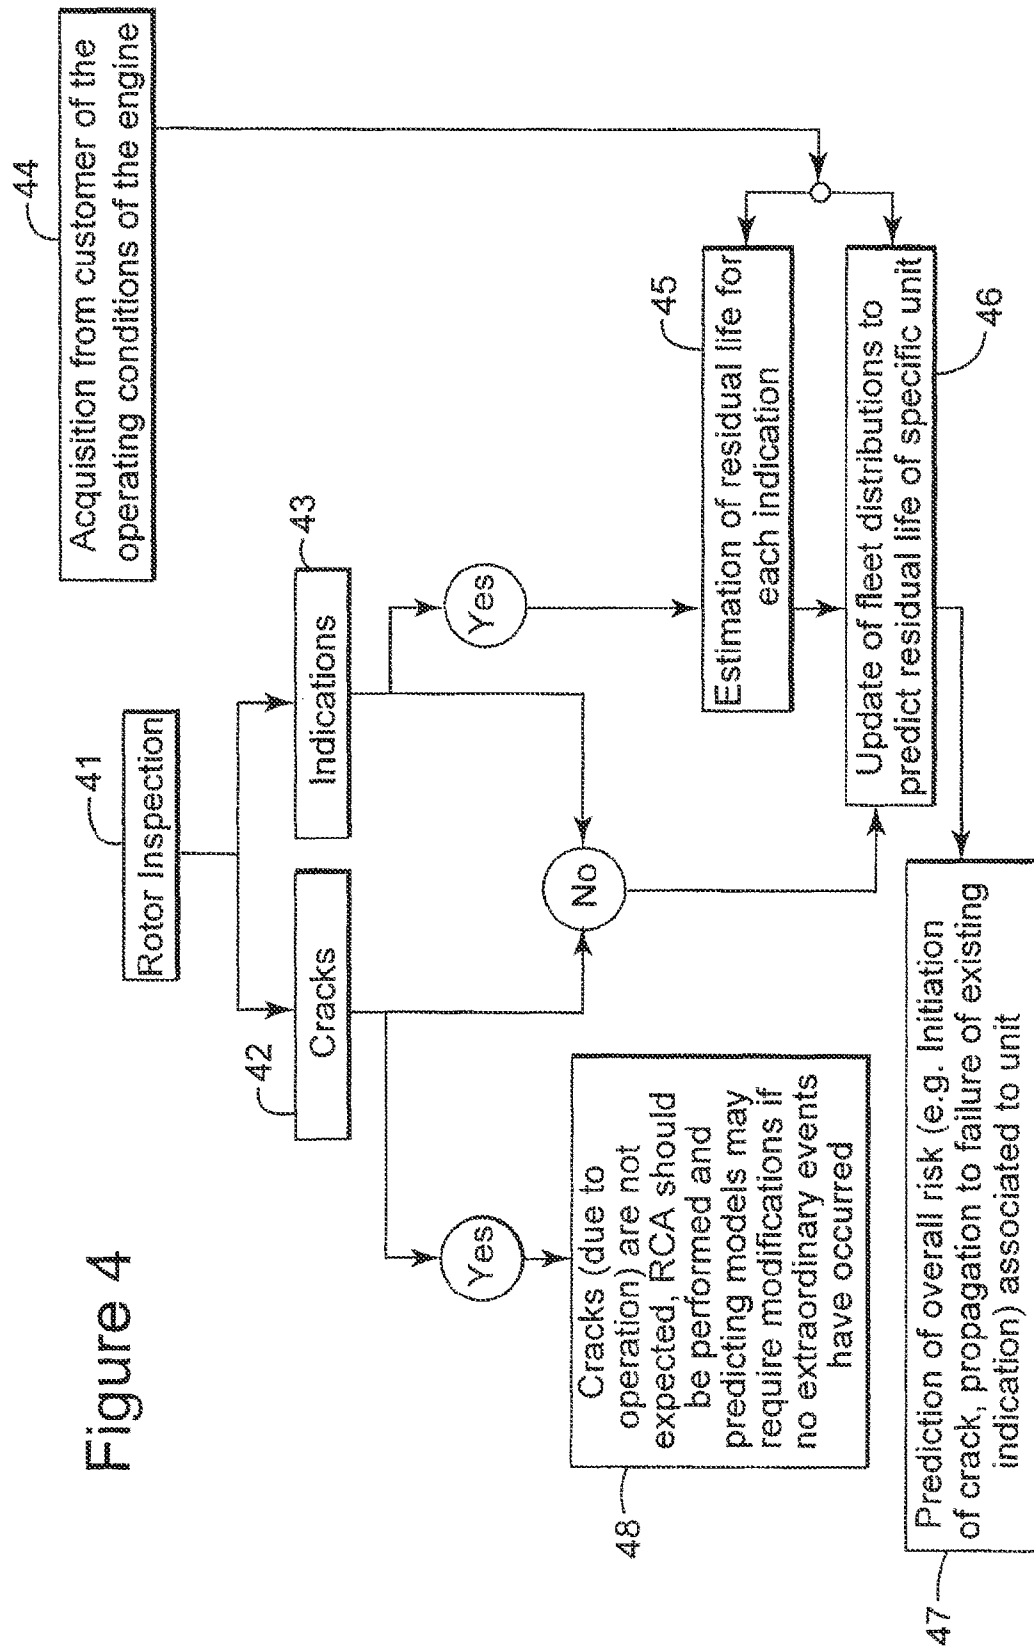 Figure 4
41
Rotor Inspection
44
Acquisition from customer of the
operating conditions of the engine
42
Cracks
43
Indications
Yes
No
Yes
48
Cracks (due to
operation) are not
expected, RCA should
be performed and
predicting models may
require modifications if
no extraordinary events
have occurred
45
Estimation of residual life for
each indication
46
Update of fleet distributions to
predict residual life of specific unit
47
Prediction of overall risk (e.g. Initiation
of crack, propagation to failure of existing
indication) associated to unit